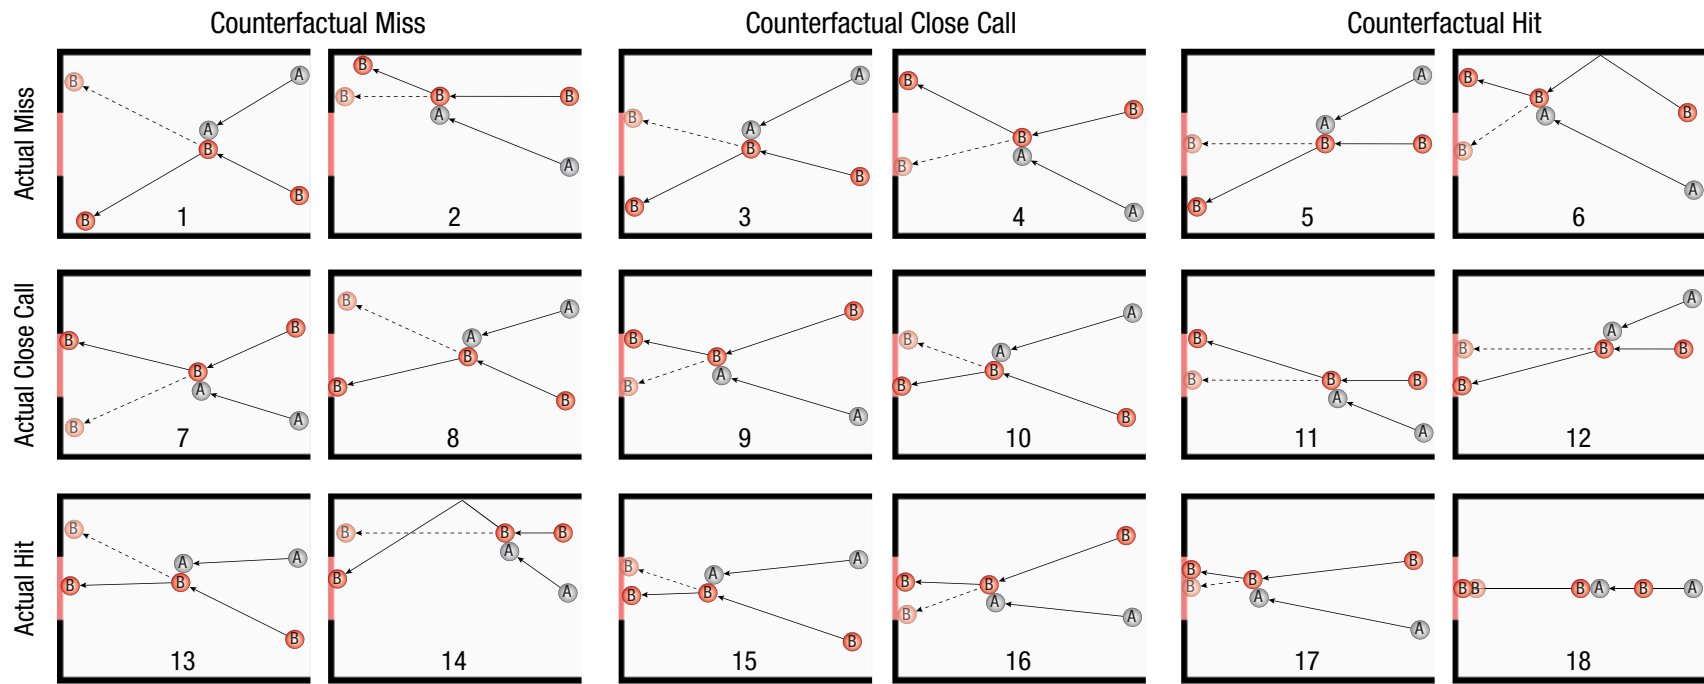 Counterfactual Miss Counterfactual Close Call Counterfactual Hit
Actual Miss
B A A B B B
1
B B B A A B
2
B A A B B B
3
B B B A B A
4
A A B B B B
5
B B A B B A
6
Actual Close Call
B B B A B A
7
B A A B B B
8
B B B A B A
9
B A A B B B
10
B B B B A A
11
A A B B B B
12
Actual Hit
B A A B B B
13
B B B A B A
14
B A A B B B
15
B B B B A A
16
B B B B A A
17
B B B A B A
18